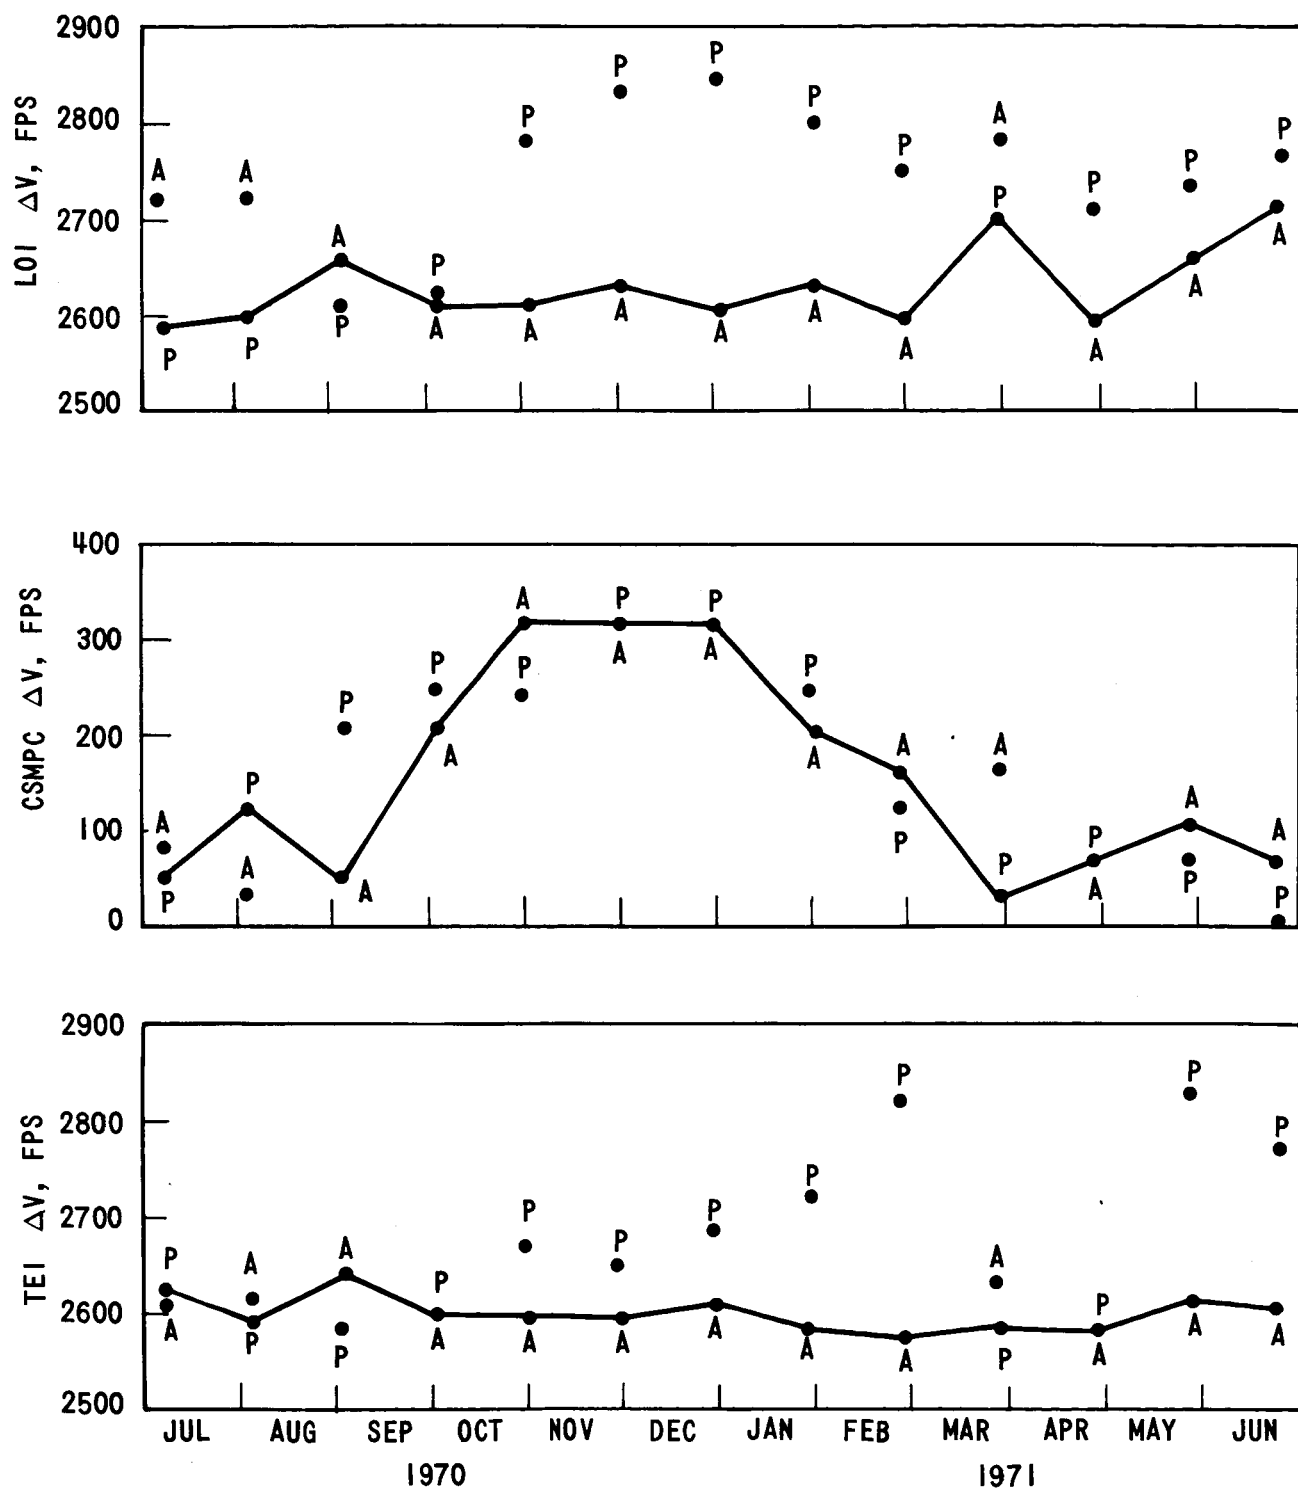 LOI ΔV, FPS
2900
2800
2700
2600
2500
A A A P P P P P P A P P P
P P P A A A A A A P A A A
CSMPC ΔV, FPS
400
300
200
100
0
A P P P A P P P A A P A A
P A A A P A A A P P A P P
TEI ΔV, FPS
2900
2800
2700
2600
2500
P A A P P P P P P A P P P
A P P A A A A A A P A A A
JUL AUG SEP OCT NOV DEC JAN FEB MAR APR MAY JUN
1970 1971